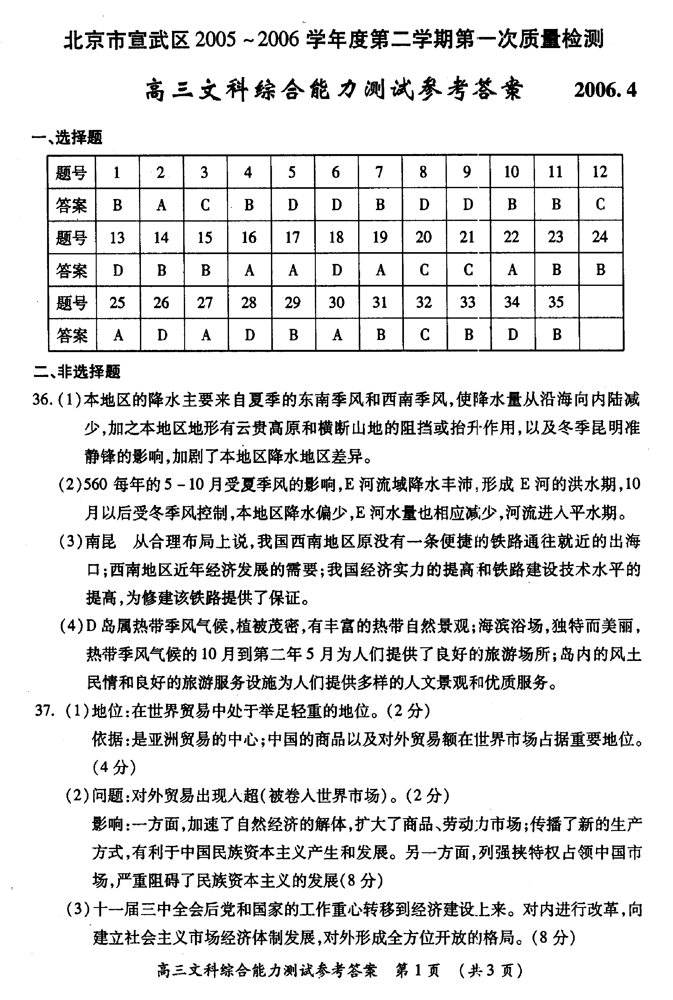 北京市宣武区2005~2006学年度第二学期第一次质量检测
高三文科综合能力测试参考答案 2006.4
一、选择题
题号 1 2 3 4 5 6 7 8 9 10 11 12
答案 B A C B D D B D D B B C
题号 13 14 15 16 17 18 19 20 21 22 23 24
答案 D B B A A D A C C A B B
题号 25 26 27 28 29 30 31 32 33 34 35
答案 A D A D B A B C B D B
二、非选择题
36.(1)本地区的降水主要来自夏季的东南季风和西南季风,使降水量从沿海向内陆减
少,加之本地区地形有云贵高原和横断山地的阻挡或抬升作用,以及冬季昆明准
静锋的影响,加剧了本地区降水地区差异。
(2)560 每年的5-10月受夏季风的影响,E河流域降水丰沛,形成E河的洪水期,10
月以后受冬季风控制,本地区降水偏少,E河水量也相应减少,河流进入平水期。
(3)南昆 从合理布局上说,我国西南地区原没有一条便捷的铁路通往就近的出海
口;西南地区近年经济发展的需要;我国经济实力的提高和铁路建设技术水平的
提高,为修建该铁路提供了保证。
(4)D岛属热带季风气候,植被茂密,有丰富的热带自然景观;海滨浴场,独特而美丽,
热带季风气候的10月到第二年5月为人们提供了良好的旅游场所;岛内的风土
民情和良好的旅游服务设施为人们提供多样的人文景观和优质服务。
37.(1)地位:在世界贸易中处于举足轻重的地位。(2分)
依据:是亚洲贸易的中心;中国的商品以及对外贸易额在世界市场占据重要地位。
(4分)
(2)问题:对外贸易出现入超(被卷入世界市场)。(2分)
影响:一方面,加速了自然经济的解体,扩大了商品、劳动力市场;传播了新的生产
方式,有利于中国民族资本主义产生和发展。另一方面,列强挟特权占领中国市
场,严重阻碍了民族资本主义的发展(8分)
(3)十一届三中全会后党和国家的工作重心转移到经济建设上来。对内进行改革,向
建立社会主义市场经济体制发展,对外形成全方位开放的格局。(8分)
高三文科综合能力测试参考答案 第1页 (共3页)